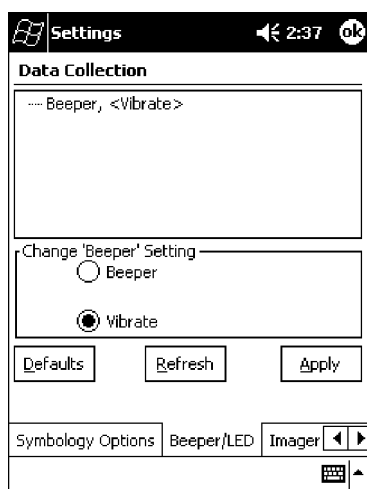 Settings 2:37 ok
Data Collection
Beeper, <Vibrate>
Change 'Beeper' Setting
Beeper
Vibrate
Defaults Refresh Apply
Symbology Options Beeper/LED Imager